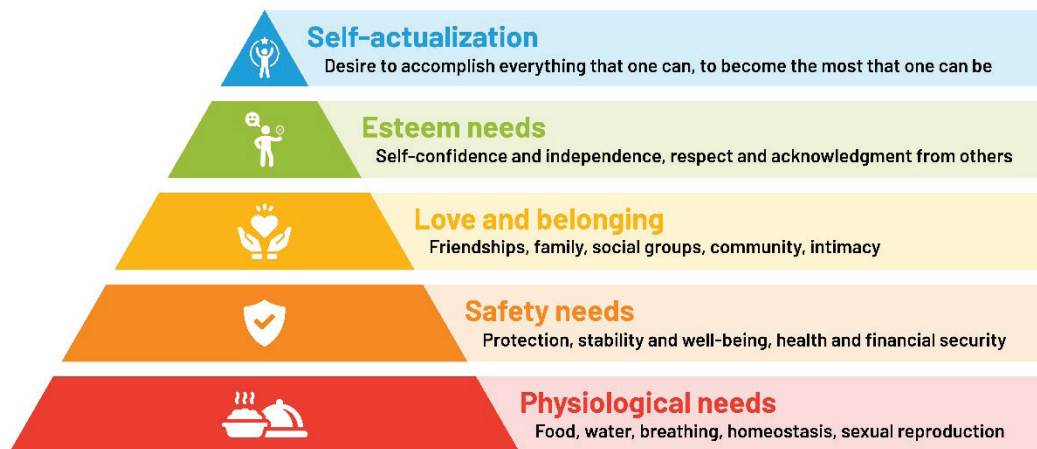 Self-actualization
Desire to accomplish everything that one can, to become the most that one can be
Esteem needs
Self-confidence and independence, respect and acknowledgment from others
Love and belonging
Friendships, family, social groups, community, intimacy
Safety needs
Protection, stability and well-being, health and financial security
Physiological needs
Food, water, breathing, homeostasis, sexual reproduction